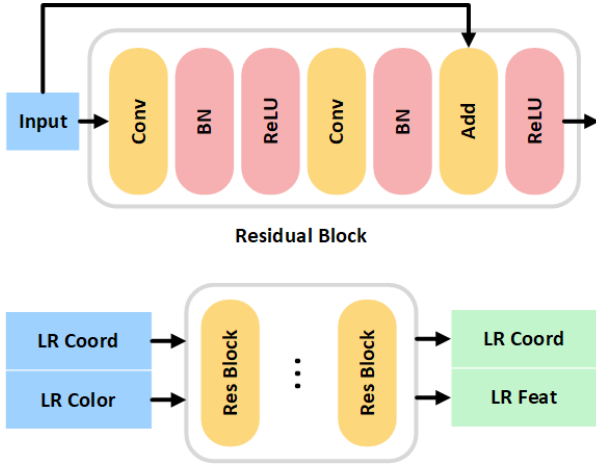 Input
Conv
BN
ReLU
Conv
BN
Add
ReLU
Residual Block
LR Coord
LR Color
Res Block
...
Res Block
LR Coord
LR Feat